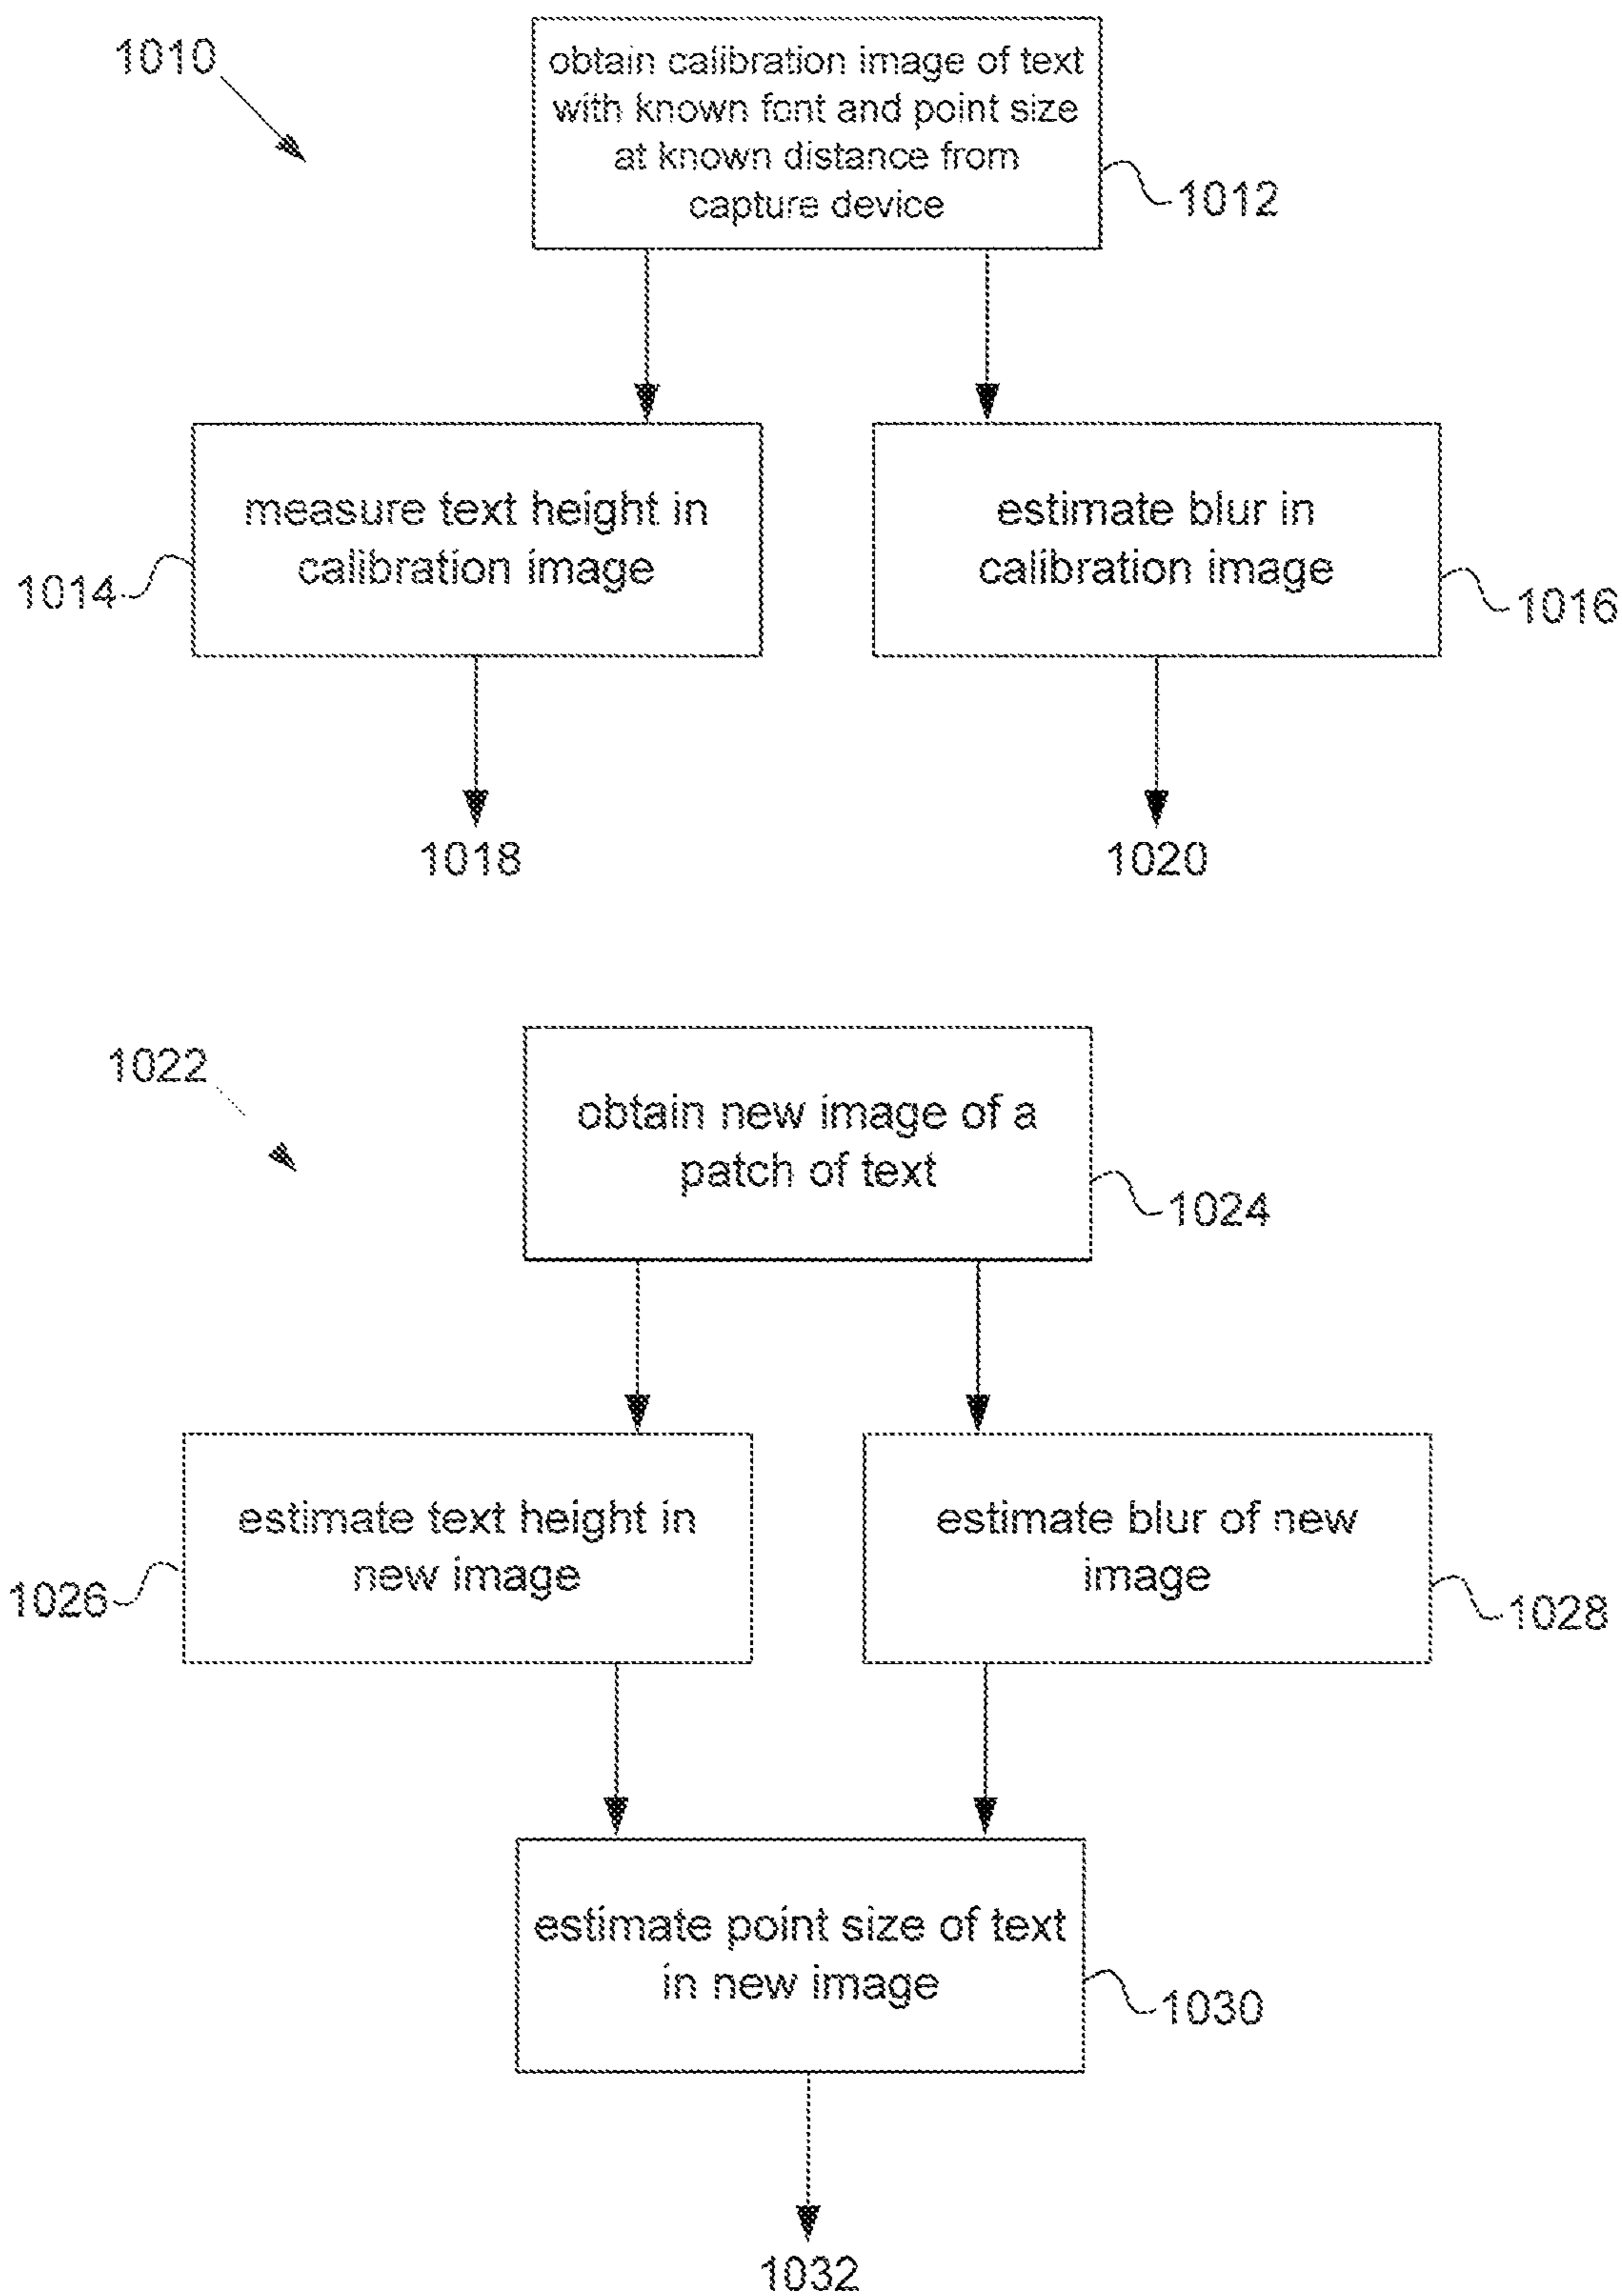 1010
obtain calibration image of text
with known font and point size
at known distance from
capture device
1012
measure text height in
calibration image
1014
estimate blur in
calibration image
1016
1018
1020
1022
obtain new image of a
patch of text
1024
estimate text height in
new image
1026
estimate blur of new
image
1028
estimate point size of text
in new image
1030
1032